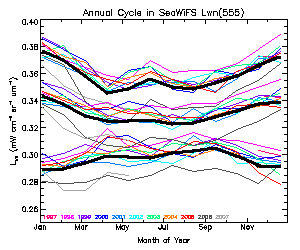 Annual Cycle in SeaWiFS Lwn(555)
0.40
0.38
0.36
0.34
0.32
0.30
0.28
0.26
L_wn (mW cm⁻² sr⁻¹ um⁻¹)
1997 1998 1999 2000 2001 2002 2003 2004 2005 2006 2007
Jan Mar May Jul Sep Nov
Month of Year